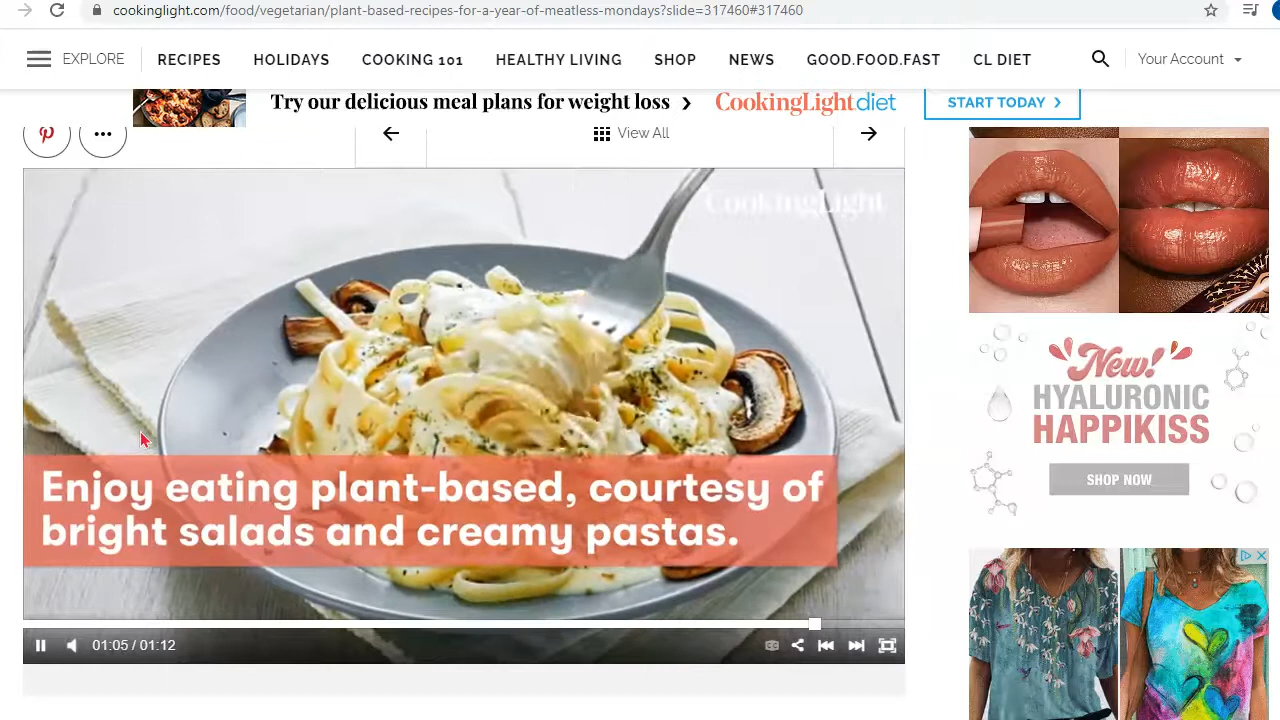 cookinglight.com/food/vegetarian/plant-based-recipes-for-a-year-of-meatless-mondays?slide=317460#317460
EXPLORE RECIPES HOLIDAYS COOKING 101 HEALTHY LIVING SHOP NEWS GOOD.FOOD.FAST CL DIET Your Account
Try our delicious meal plans for weight loss ❯ CookingLight diet START TODAY ❯
View All
CookingLight
Enjoy eating plant-based, courtesy of
bright salads and creamy pastas.
01:05 / 01:12
CC
New!
HYALURONIC
HAPPIKISS
SHOP NOW